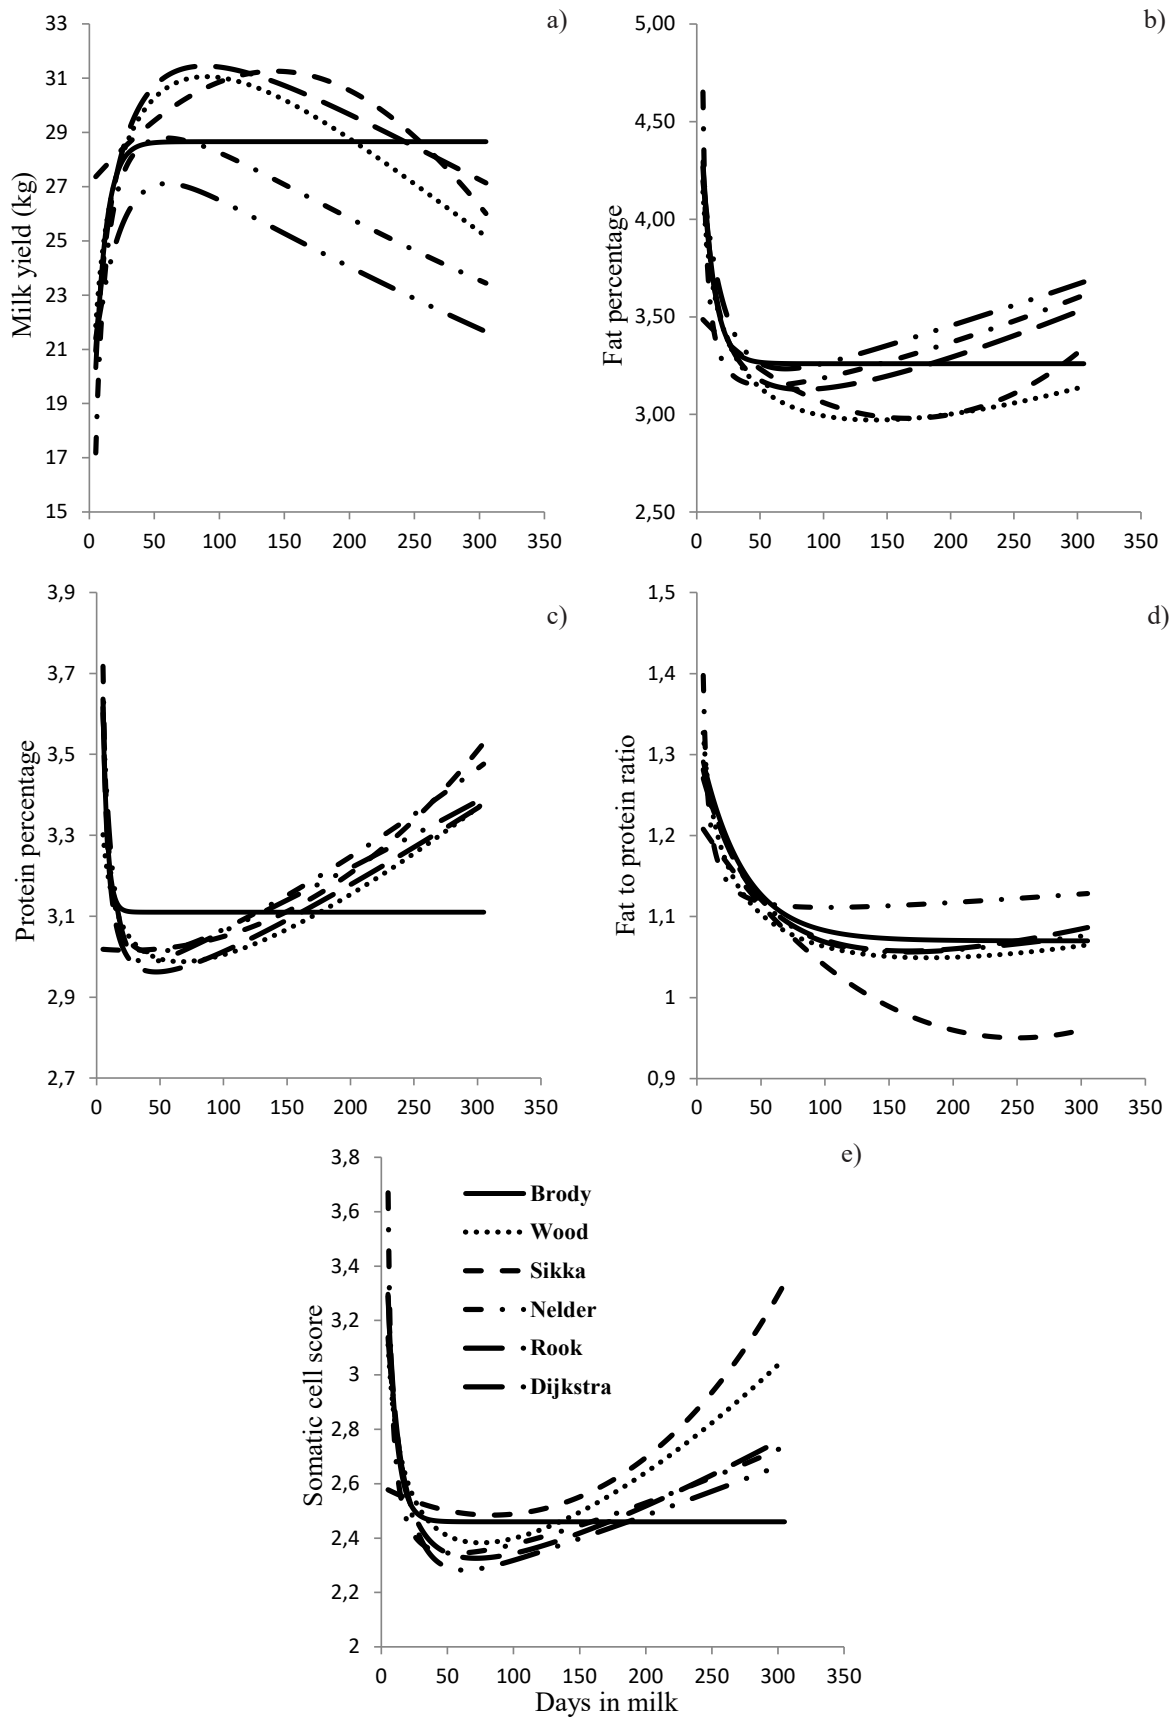 a)
Milk yield (kg)
33
31
29
27
25
23
21
19
17
15
0 50 100 150 200 250 300 350
b)
Fat percentage
5,00
4,50
4,00
3,50
3,00
2,50
0 50 100 150 200 250 300 350
c)
Protein percentage
3,9
3,7
3,5
3,3
3,1
2,9
2,7
0 50 100 150 200 250 300 350
d)
Fat to protein ratio
1,5
1,4
1,3
1,2
1,1
1
0,9
0 50 100 150 200 250 300 350
e)
Somatic cell score
3,8
3,6
3,4
3,2
3
2,8
2,6
2,4
2,2
2
Brody
Wood
Sikka
Nelder
Rook
Dijkstra
0 50 100 150 200 250 300 350
Days in milk